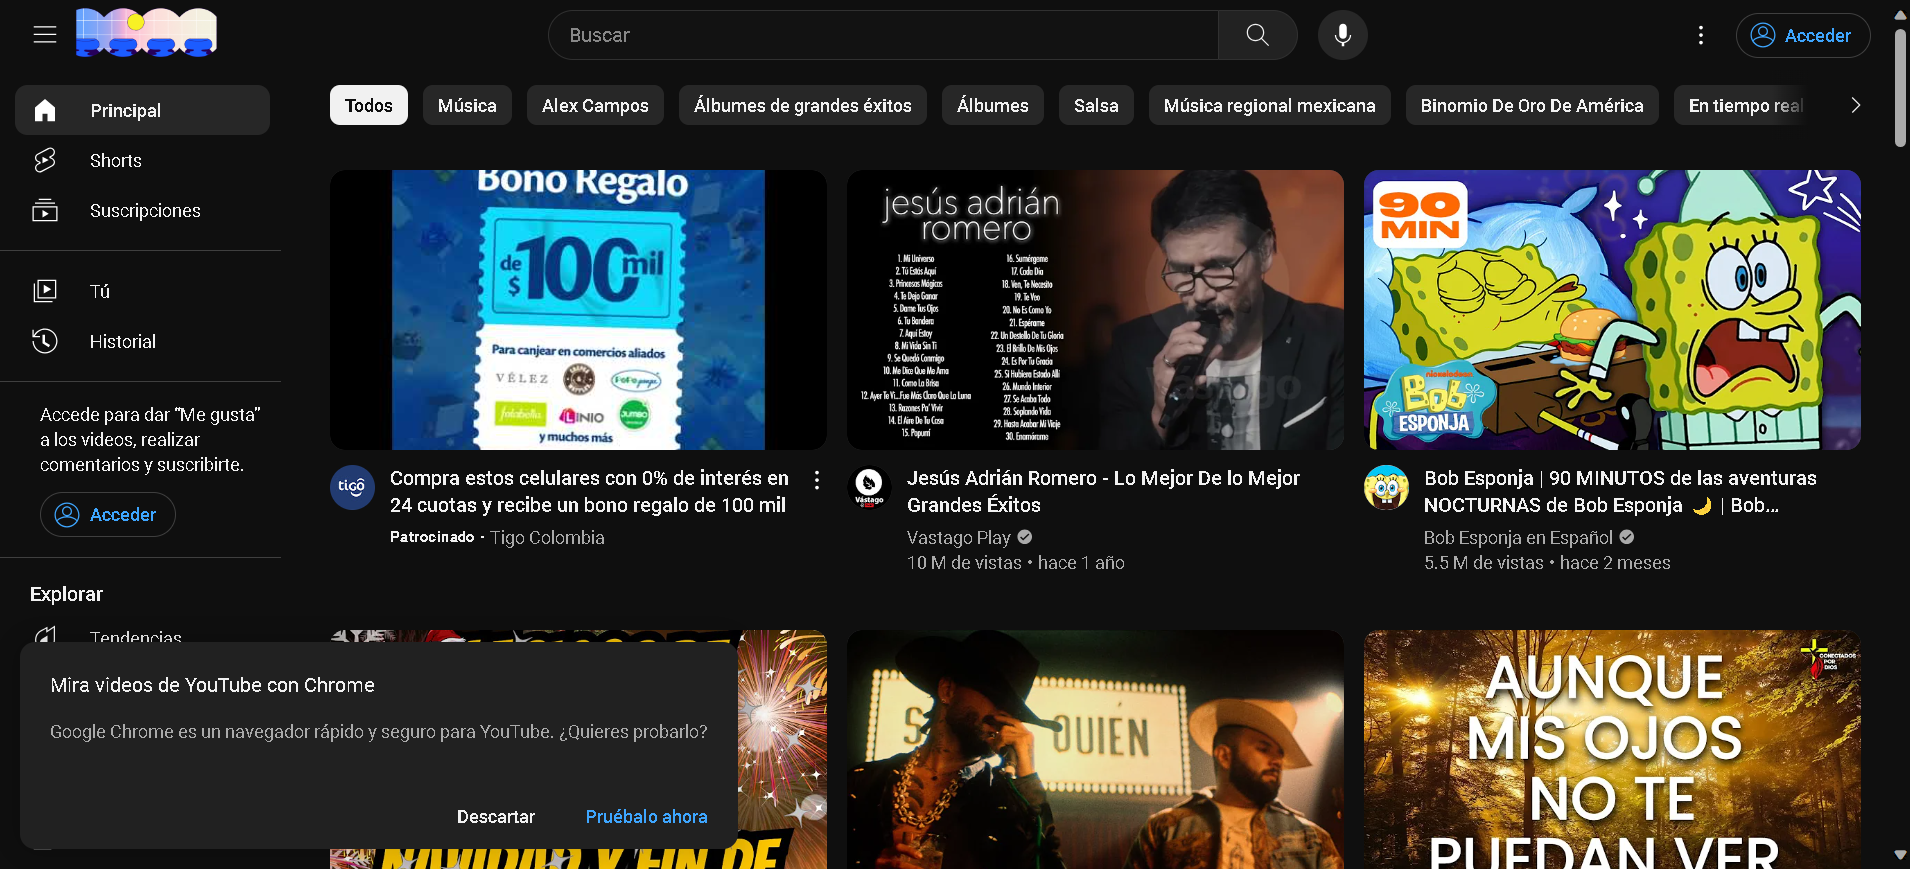 Buscar
Acceder
Principal
Shorts
Suscripciones
Tú
Historial
Accede para dar “Me gusta”
a los videos, realizar
comentarios y suscribirte.
Acceder
Explorar
Tendencias
Todos
Música
Alex Campos
Álbumes de grandes éxitos
Álbumes
Salsa
Música regional mexicana
Binomio De Oro De América
En tiempo real
Bono Regalo
de
$100mil
Para canjear en comercios aliados
VÉLEZ
PePe ganga
falabella
LINIO
JUMBO
y muchos más
tigo
Compra estos celulares con 0% de interés en
24 cuotas y recibe un bono regalo de 100 mil
Patrocinado · Tigo Colombia
jesús adrián
romero
1. Mi Universo
2. Tú Estás Aquí
3. Princesas Mágicas
4. Te Dejo Ganar
5. Dame Tus Ojos
6. Tu Bandera
7. Aquí Estoy
8. Mi Vida Sin Ti
9. Se Quedó Conmigo
10. Me Dice Que Me Ama
11. Como La Brisa
12. Ayer Te Vi...Fue Más Claro Que La Luna
13. Razones Pa' Vivir
14. El Aire De Tu Casa
15. Popurrí
16. Sumérgeme
17. Cada Día
18. Ven, Te Necesito
19. Te Veo
20. No Es Como Yo
21. Espérame
22. Un Destello De Tu Gloria
23. El Brillo De Mis Ojos
24. Es Por Tu Gracia
25. Si Hubiera Estado Allí
26. Mundo Interior
27. Se Acaba Todo
28. Soplando Vida
29. Hasta Acabar Mi Viaje
30. Enamórame
Vastago
Vástago
Jesús Adrián Romero - Lo Mejor De lo Mejor
Grandes Éxitos
Vastago Play
10 M de vistas • hace 1 año
90
MIN
nickelodeon
BOB
ESPONJA
Bob Esponja | 90 MINUTOS de las aventuras
NOCTURNAS de Bob Esponja 🌙 | Bob...
Bob Esponja en Español
5.5 M de vistas • hace 2 meses
Mira videos de YouTube con Chrome
Google Chrome es un navegador rápido y seguro para YouTube. ¿Quieres probarlo?
Descartar
Pruébalo ahora
NAVIDAD Y FIN DE
QUIÉN
CONECTADOS
POR
DIOS
AUNQUE
MIS OJOS
NO TE
PUEDAN VER